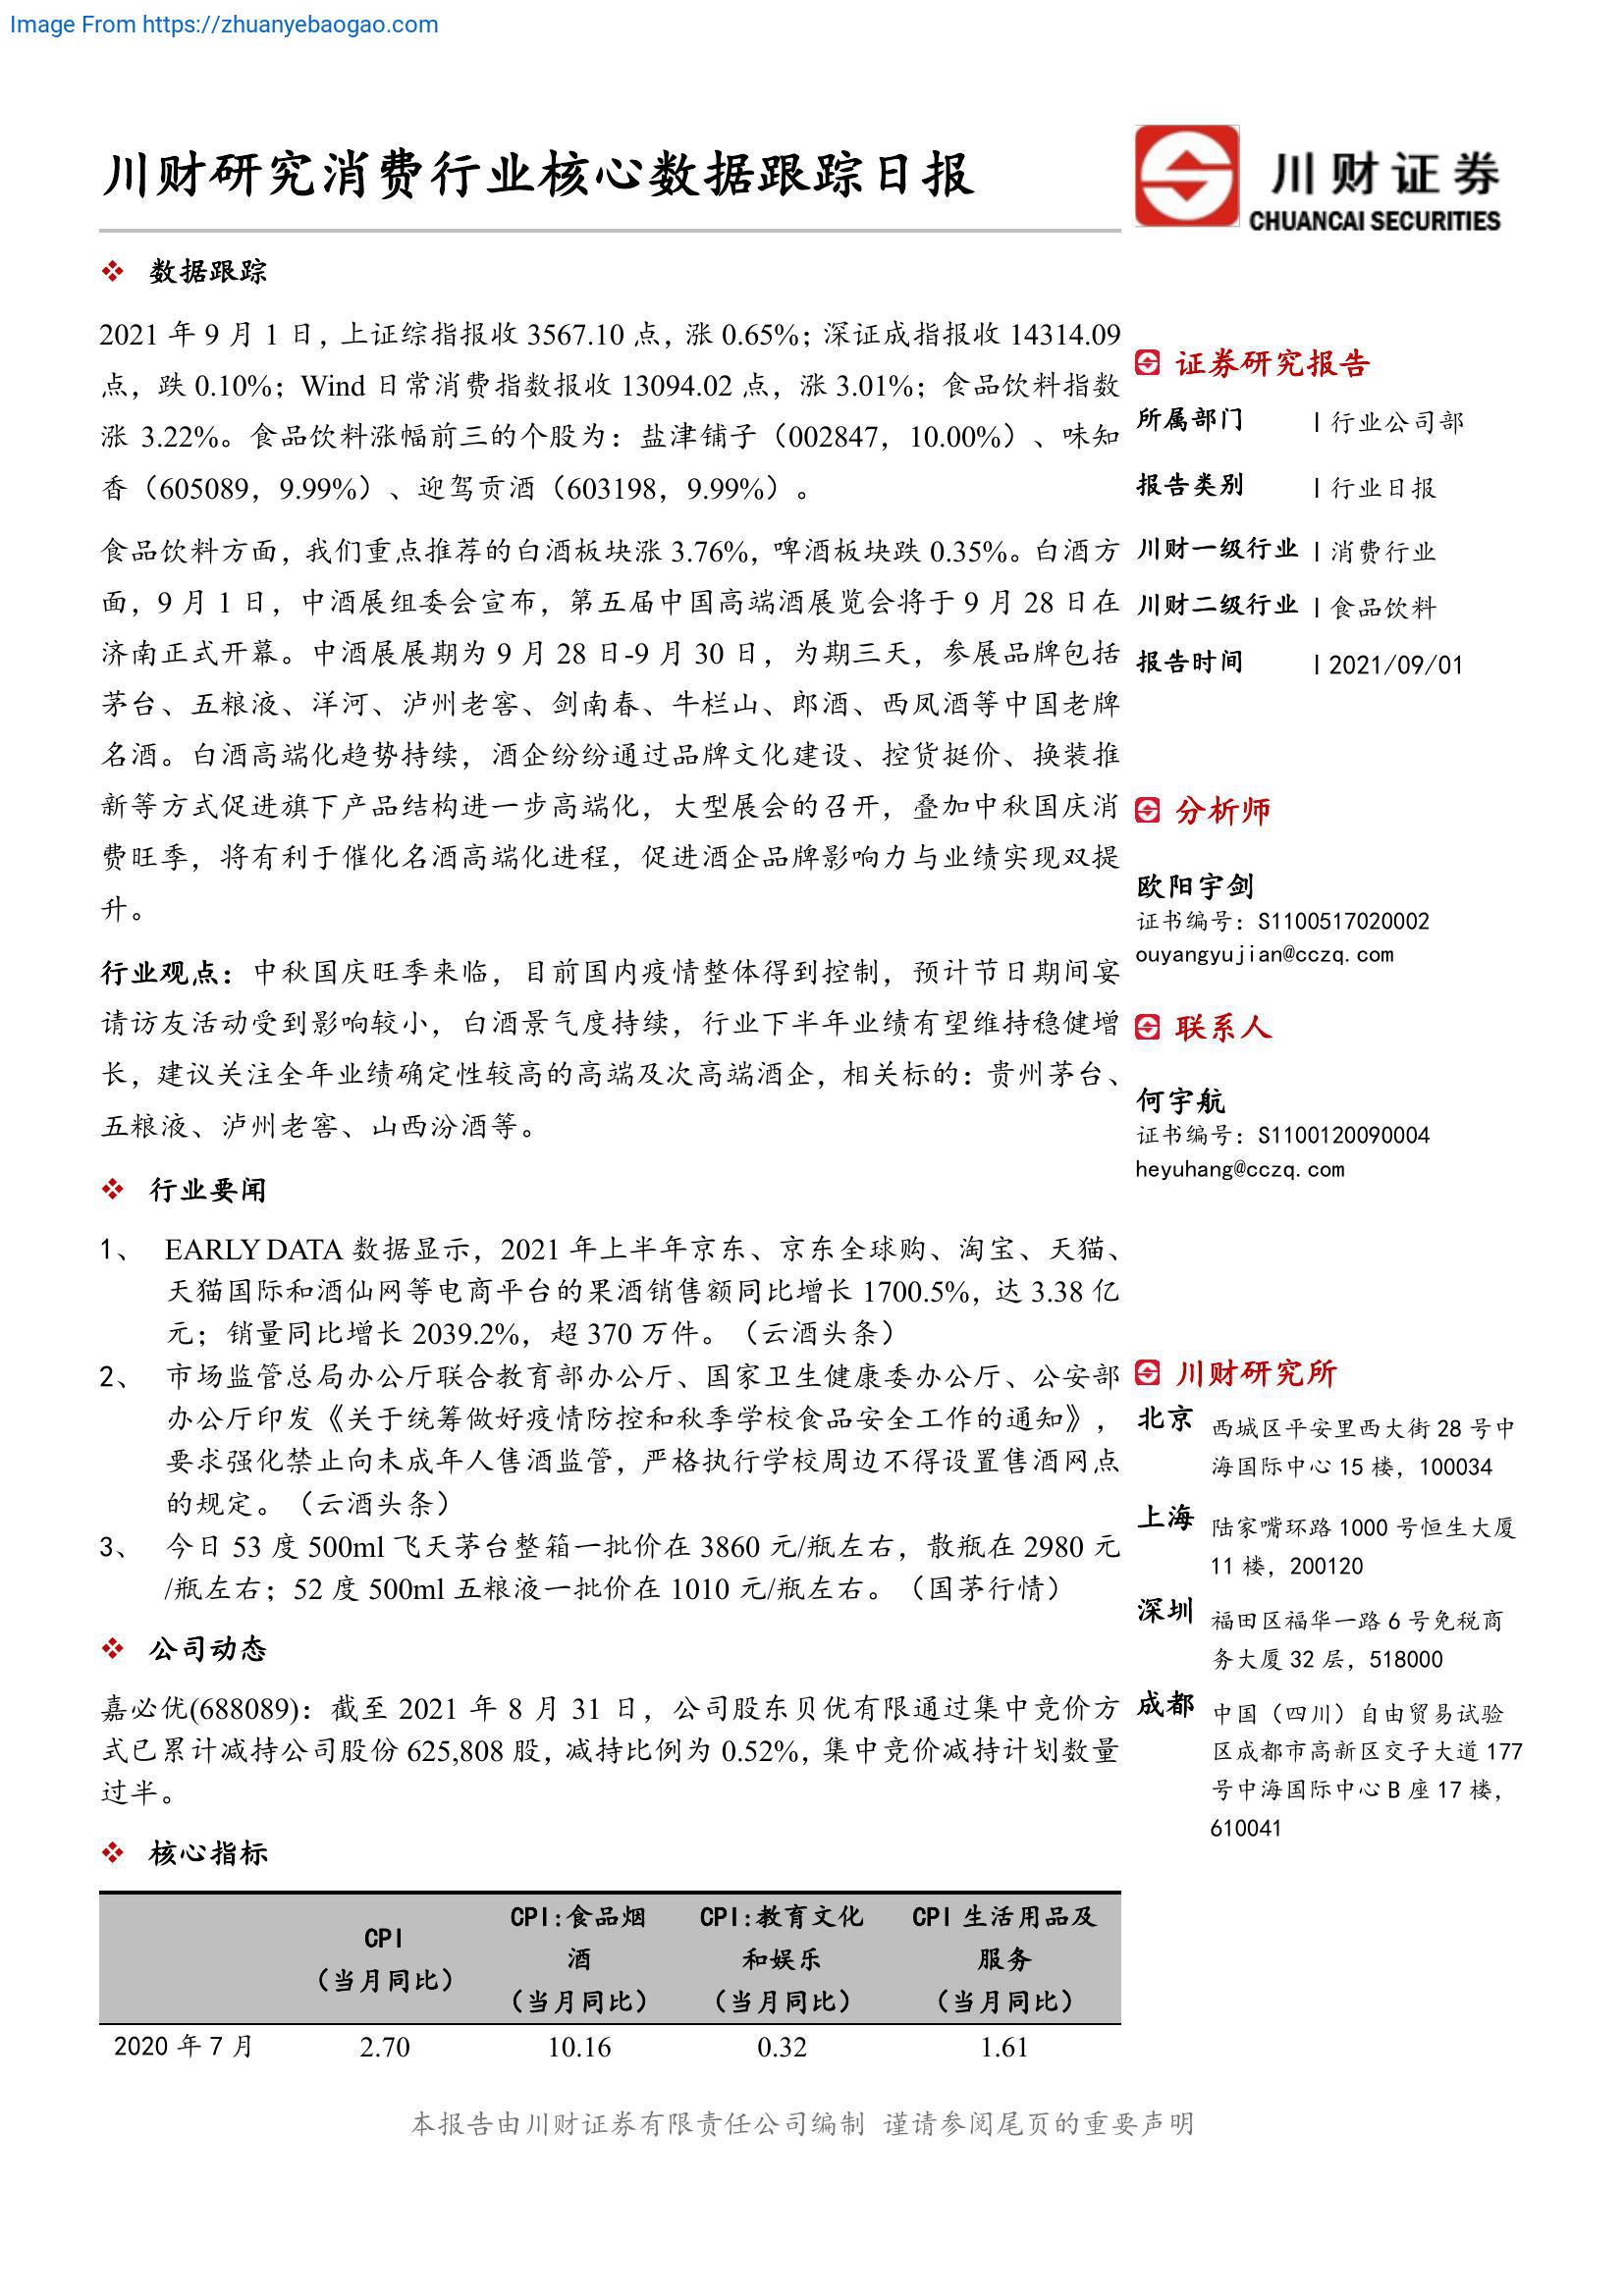 Image From https://zhuanyebaogao.com
川财研究消费行业核心数据跟踪日报
川财证券
CHUANCAI SECURITIES
数据跟踪
2021 年 9 月 1 日，上证综指报收 3567.10 点，涨 0.65%；深证成指报收 14314.09
点，跌 0.10%；Wind 日常消费指数报收 13094.02 点，涨 3.01%；食品饮料指数
涨 3.22%。食品饮料涨幅前三的个股为：盐津铺子（002847，10.00%）、味知
香（605089，9.99%）、迎驾贡酒（603198，9.99%）。
食品饮料方面，我们重点推荐的白酒板块涨 3.76%，啤酒板块跌 0.35%。白酒方
面，9 月 1 日，中酒展组委会宣布，第五届中国高端酒展览会将于 9 月 28 日在
济南正式开幕。中酒展展期为 9 月 28 日-9 月 30 日，为期三天，参展品牌包括
茅台、五粮液、洋河、泸州老窖、剑南春、牛栏山、郎酒、西凤酒等中国老牌
名酒。白酒高端化趋势持续，酒企纷纷通过品牌文化建设、控货挺价、换装推
新等方式促进旗下产品结构进一步高端化，大型展会的召开，叠加中秋国庆消
费旺季，将有利于催化名酒高端化进程，促进酒企品牌影响力与业绩实现双提
升。
行业观点：中秋国庆旺季来临，目前国内疫情整体得到控制，预计节日期间宴
请访友活动受到影响较小，白酒景气度持续，行业下半年业绩有望维持稳健增
长，建议关注全年业绩确定性较高的高端及次高端酒企，相关标的：贵州茅台、
五粮液、泸州老窖、山西汾酒等。
行业要闻
1、 EARLY DATA 数据显示，2021 年上半年京东、京东全球购、淘宝、天猫、
天猫国际和酒仙网等电商平台的果酒销售额同比增长 1700.5%，达 3.38 亿
元；销量同比增长 2039.2%，超 370 万件。（云酒头条）
2、 市场监管总局办公厅联合教育部办公厅、国家卫生健康委办公厅、公安部
办公厅印发《关于统筹做好疫情防控和秋季学校食品安全工作的通知》，
要求强化禁止向未成年人售酒监管，严格执行学校周边不得设置售酒网点
的规定。（云酒头条）
3、 今日 53 度 500ml 飞天茅台整箱一批价在 3860 元/瓶左右，散瓶在 2980 元
/瓶左右；52 度 500ml 五粮液一批价在 1010 元/瓶左右。（国茅行情）
公司动态
嘉必优(688089)：截至 2021 年 8 月 31 日，公司股东贝优有限通过集中竞价方
式已累计减持公司股份 625,808 股，减持比例为 0.52%，集中竞价减持计划数量
过半。
核心指标
CPI
（当月同比）
CPI:食品烟
酒
（当月同比）
CPI:教育文化
和娱乐
（当月同比）
CPI 生活用品及
服务
（当月同比）
2020 年 7 月 2.70 10.16 0.32 1.61
证券研究报告
所属部门 | 行业公司部
报告类别 | 行业日报
川财一级行业 | 消费行业
川财二级行业 | 食品饮料
报告时间 | 2021/09/01
分析师
欧阳宇剑
证书编号：S1100517020002
ouyangyujian@cczq.com
联系人
何宇航
证书编号：S1100120090004
heyuhang@cczq.com
川财研究所
北京 西城区平安里西大街 28 号中
海国际中心 15 楼，100034
上海 陆家嘴环路 1000 号恒生大厦
11 楼，200120
深圳 福田区福华一路 6 号免税商
务大厦 32 层，518000
成都 中国（四川）自由贸易试验
区成都市高新区交子大道 177
号中海国际中心 B 座 17 楼，
610041
本报告由川财证券有限责任公司编制 谨请参阅尾页的重要声明